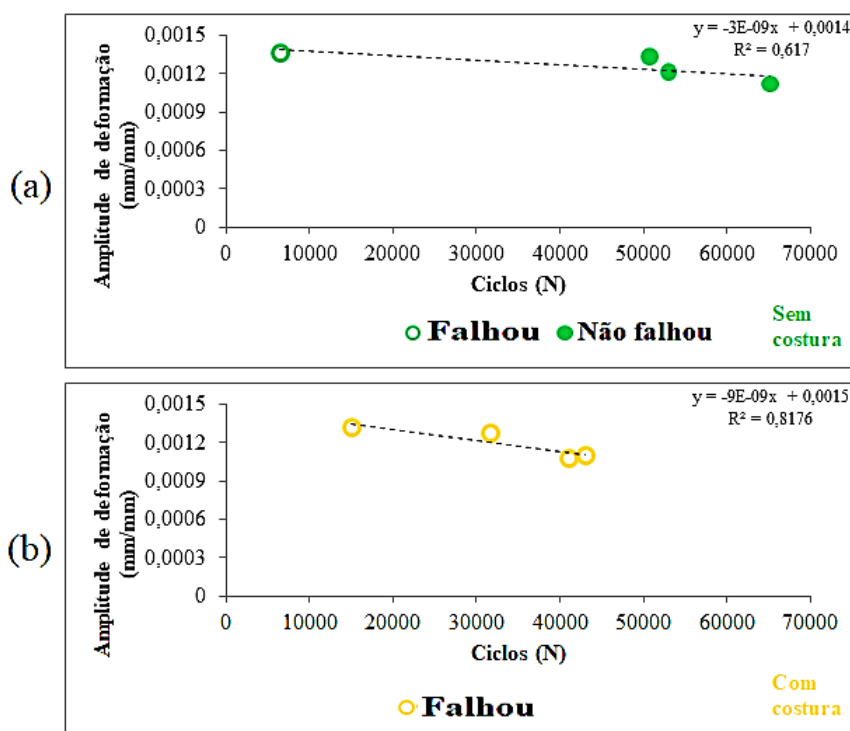 (a)
Amplitude de deformação
(mm/mm)
0,0015
0,0012
0,0009
0,0006
0,0003
0
y = -3E-09x + 0,0014
R² = 0,617
0 10000 20000 30000 40000 50000 60000 70000
Ciclos (N)
Falhou Não falhou
Sem
costura
(b)
Amplitude de deformação
(mm/mm)
0,0015
0,0012
0,0009
0,0006
0,0003
0
y = -9E-09x + 0,0015
R² = 0,8176
0 10000 20000 30000 40000 50000 60000 70000
Ciclos (N)
Falhou
Com
costura